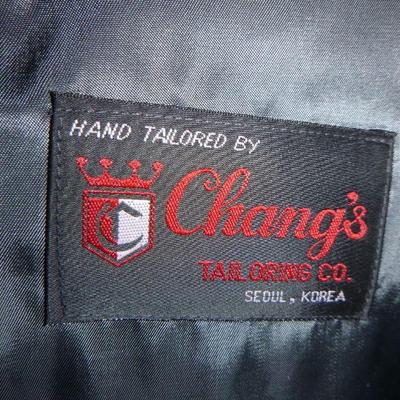 HAND TAILORED BY
C
Chang's
TAILORING CO.
SEOUL, KOREA